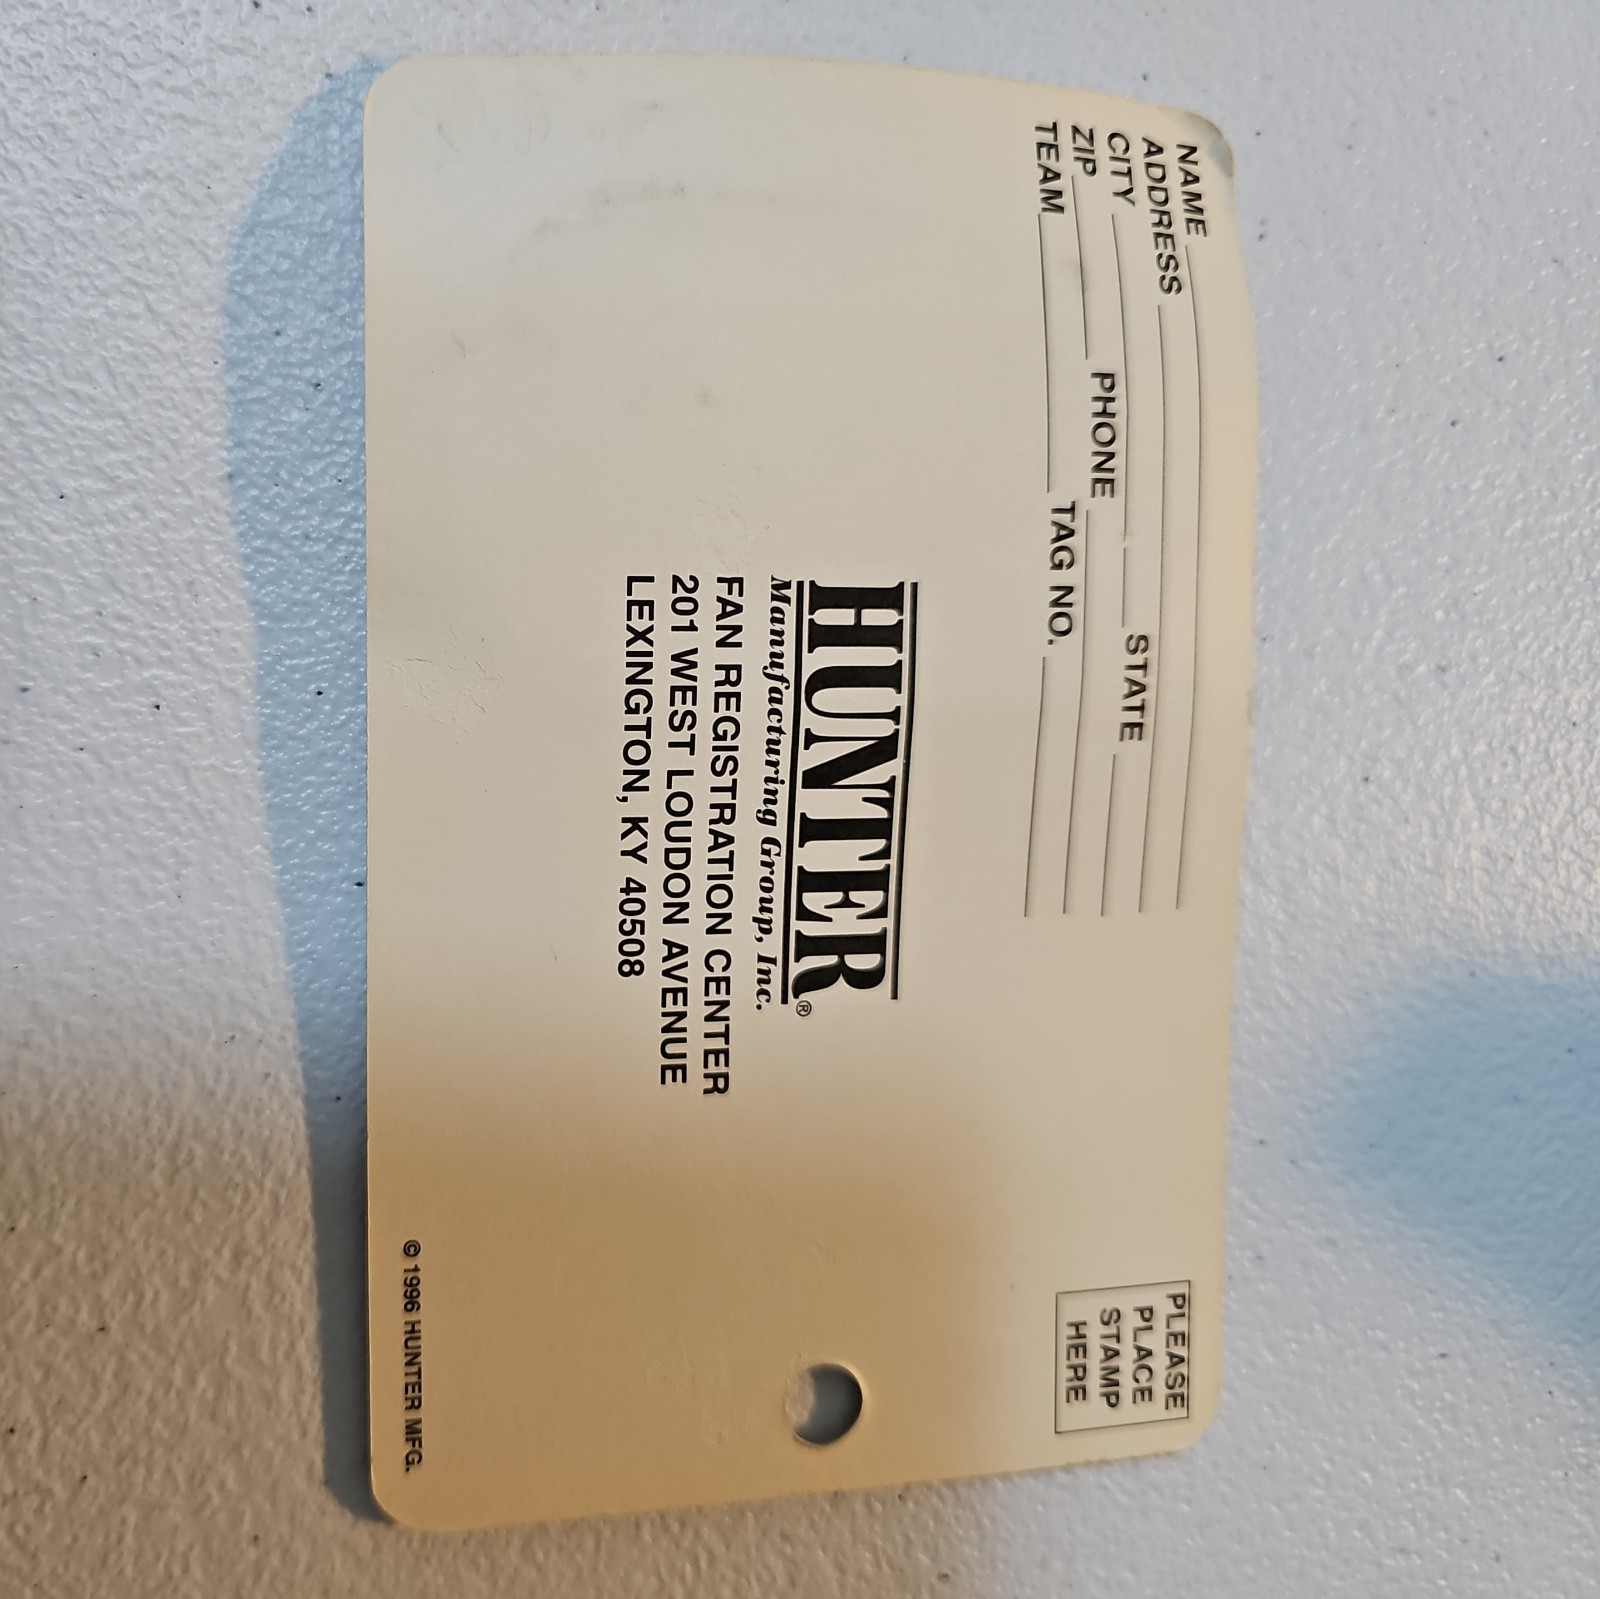 NAME
ADDRESS
CITY STATE
ZIP PHONE
TEAM TAG NO.
PLEASE
PLACE
STAMP
HERE
HUNTER®
Manufacturing Group, Inc.
FAN REGISTRATION CENTER
201 WEST LOUDON AVENUE
LEXINGTON, KY 40508
© 1996 HUNTER MFG.